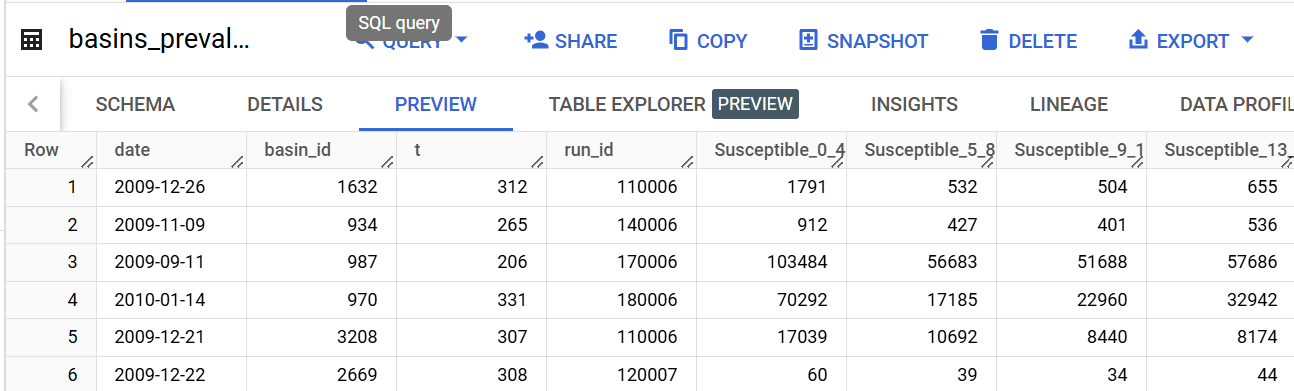 SQL query
basins_preval... QUERY SHARE COPY SNAPSHOT DELETE EXPORT
SCHEMA DETAILS PREVIEW TABLE EXPLORER PREVIEW INSIGHTS LINEAGE DATA PROFIL
Row date basin_id t run_id Susceptible_0_4 Susceptible_5_8 Susceptible_9_1 Susceptible_13_
1 2009-12-26 1632 312 110006 1791 532 504 655
2 2009-11-09 934 265 140006 912 427 401 536
3 2009-09-11 987 206 170006 103484 56683 51688 57686
4 2010-01-14 970 331 180006 70292 17185 22960 32942
5 2009-12-21 3208 307 110006 17039 10692 8440 8174
6 2009-12-22 2669 308 120007 60 39 34 44